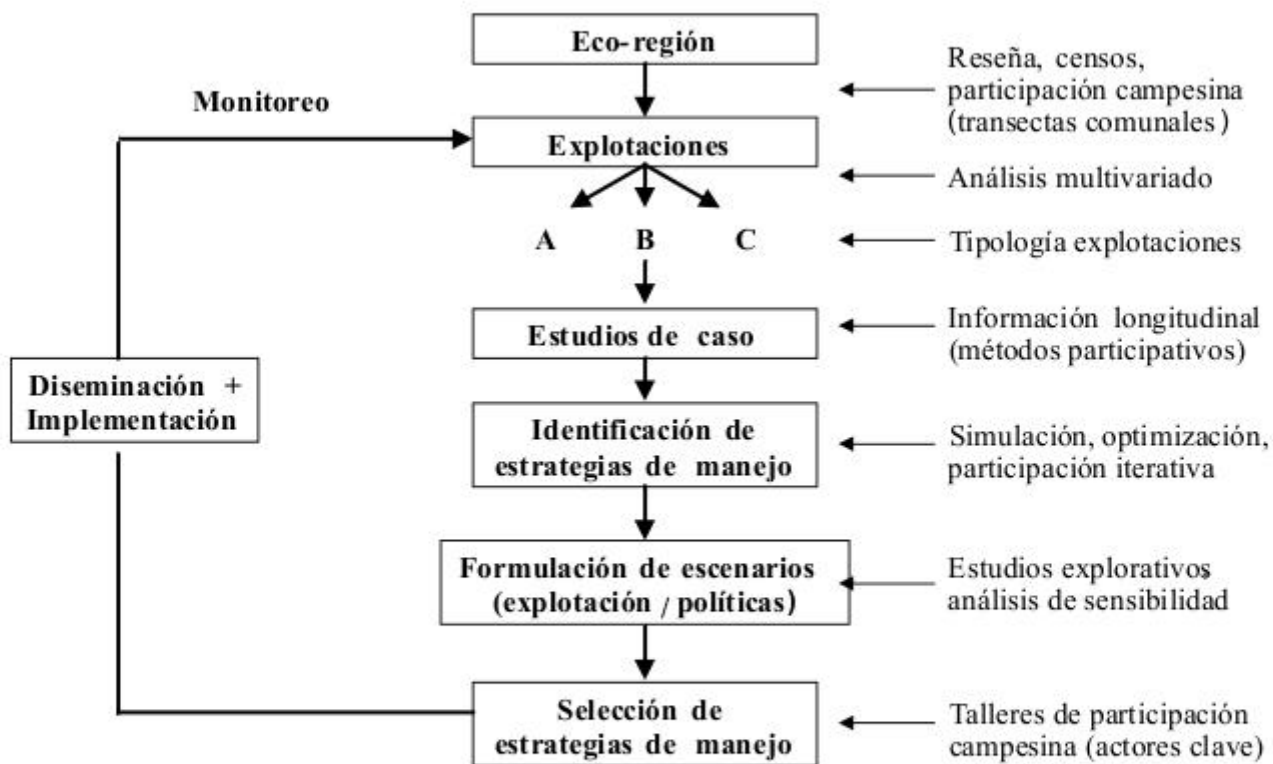 Eco-región
Reseña, censos,
participación campesina
(transectas comunales)
Monitoreo
Explotaciones
Análisis multivariado
A B C
Tipología explotaciones
Estudios de caso
Información longitudinal
(métodos participativos)
Diseminación +
Implementación
Identificación de
estrategias de manejo
Simulación, optimización,
participación iterativa
Formulación de escenarios
(explotación / políticas)
Estudios explorativos,
análisis de sensibilidad
Selección de
estrategias de manejo
Talleres de participación
campesina (actores clave)